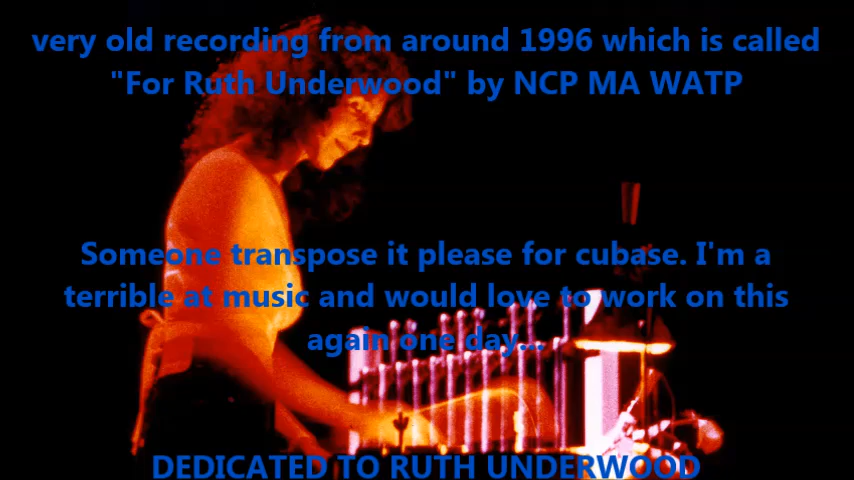 very old recording from around 1996 which is called
"For Ruth Underwood" by NCP MA WATP
Someone transpose it please for cubase. I'm a
terrible at music and would love to work on this
again one day...
DEDICATED TO RUTH UNDERWOOD